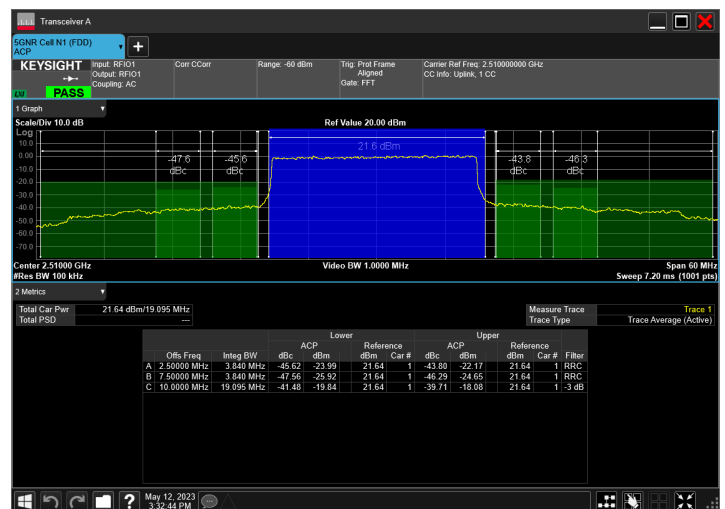 Transceiver A
5GNR Cell N1 (FDD)
ACP
KEYSIGHT
Input: RFIO1
Output: RFIO1
Coupling: AC
Corr CCorr
Range: -60 dBm
Trig: Prot Frame
Aligned
Gate: FFT
Carrier Ref Freq: 2.510000000 GHz
CC Info: Uplink, 1 CC
LXI PASS
1 Graph
Scale/Div 10.0 dB Ref Value 20.00 dBm
Log
10.0
0.00
-10.0
-20.0
-30.0
-40.0
-50.0
-60.0
-70.0
-47.6 dBc
-45.6 dBc
21.6 dBm
-43.8 dBc
-46.3 dBc
Center 2.51000 GHz Video BW 1.0000 MHz Span 60 MHz
#Res BW 100 kHz Sweep 7.20 ms (1001 pts)
2 Metrics
Total Car Pwr 21.64 dBm/19.095 MHz Measure Trace Trace 1
Total PSD --- Trace Type Trace Average (Active)
Lower Upper
ACP Reference ACP Reference
Offs Freq Integ BW dBc dBm dBm Car # dBc dBm dBm Car # Filter
A 2.50000 MHz 3.840 MHz -45.62 -23.99 21.64 1 -43.80 -22.17 21.64 1 RRC
B 7.50000 MHz 3.840 MHz -47.56 -25.92 21.64 1 -46.29 -24.65 21.64 1 RRC
C 10.0000 MHz 19.095 MHz -41.48 -19.84 21.64 1 -39.71 -18.08 21.64 1 -3 dB
May 12, 2023
3:32:44 PM